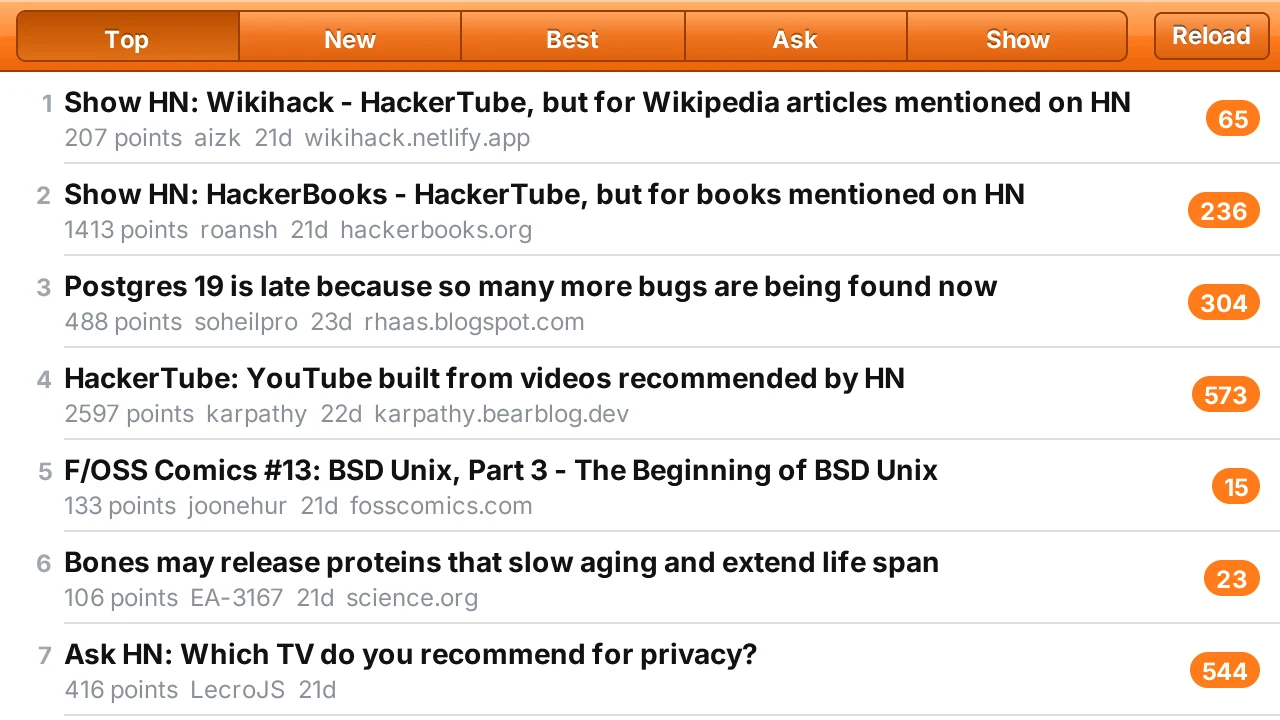 Top New Best Ask Show Reload
1 Show HN: Wikihack - HackerTube, but for Wikipedia articles mentioned on HN
207 points aizk 21d wikihack.netlify.app
65
2 Show HN: HackerBooks - HackerTube, but for books mentioned on HN
1413 points roansh 21d hackerbooks.org
236
3 Postgres 19 is late because so many more bugs are being found now
488 points soheilpro 23d rhaas.blogspot.com
304
4 HackerTube: YouTube built from videos recommended by HN
2597 points karpathy 22d karpathy.bearblog.dev
573
5 F/OSS Comics #13: BSD Unix, Part 3 - The Beginning of BSD Unix
133 points joonehur 21d fosscomics.com
15
6 Bones may release proteins that slow aging and extend life span
106 points EA-3167 21d science.org
23
7 Ask HN: Which TV do you recommend for privacy?
416 points LecroJS 21d
544